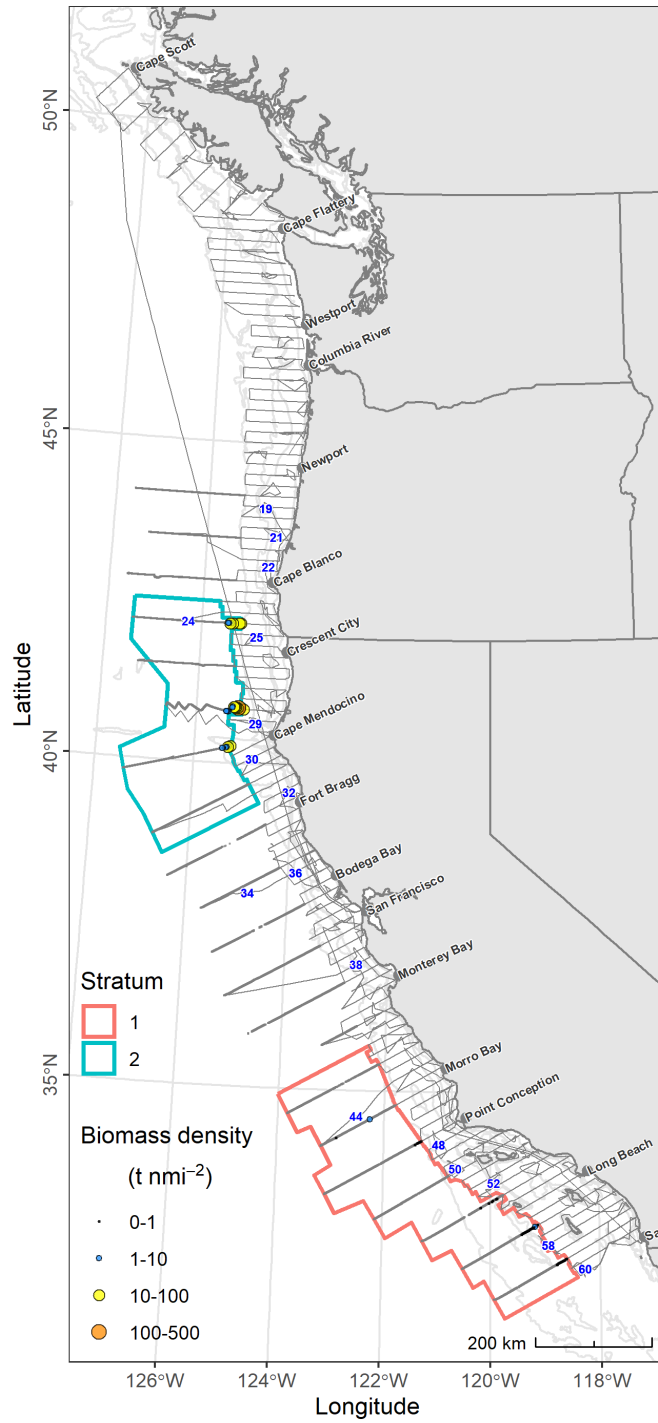 Cape Scott
50°N
Cape Flattery
Westport
Columbia River
45°N
Newport
19
21
22
Cape Blanco
24
25
Crescent City
Latitude
29
Cape Mendocino
40°N
30
32
Fort Bragg
36
Bodega Bay
34
San Francisco
38
Monterey Bay
Stratum
1
2
35°N
Morro Bay
44
Point Conception
Biomass density
(t nmi⁻²)
48
50
Long Beach
52
0-1
1-10
58
Sa
60
10-100
100-500
200 km
126°W
124°W
122°W
120°W
118°W
Longitude